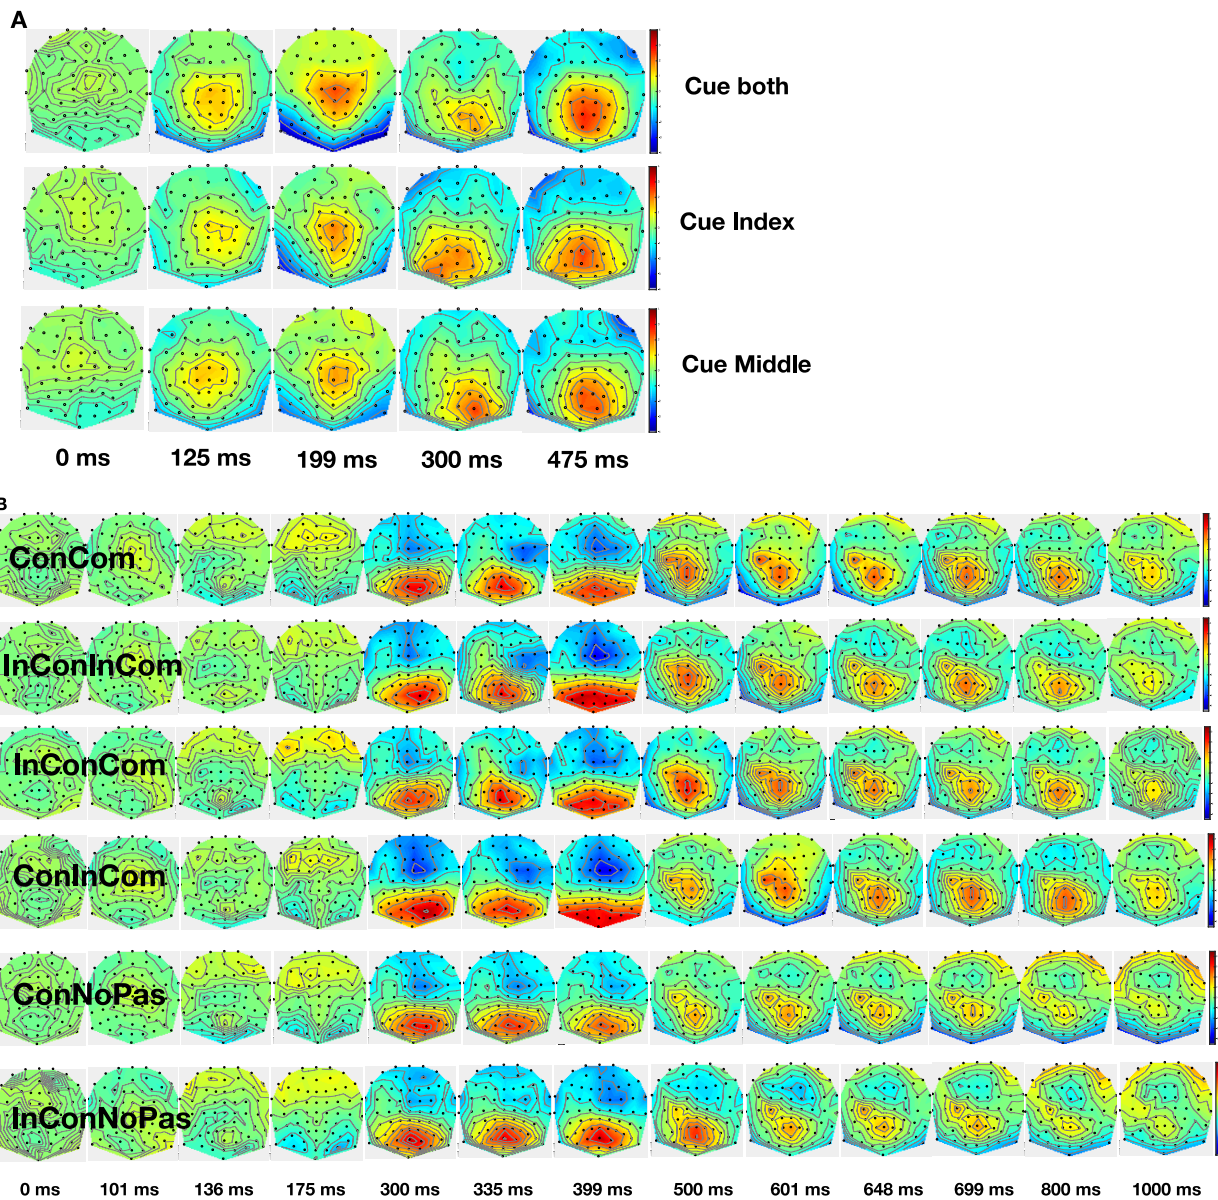 A
Cue both
Cue Index
Cue Middle
0 ms 125 ms 199 ms 300 ms 475 ms
B
ConCom
InConInCom
InConCom
ConInCom
ConNoPas
InConNoPas
0 ms 101 ms 136 ms 175 ms 300 ms 335 ms 399 ms 500 ms 601 ms 648 ms 699 ms 800 ms 1000 ms